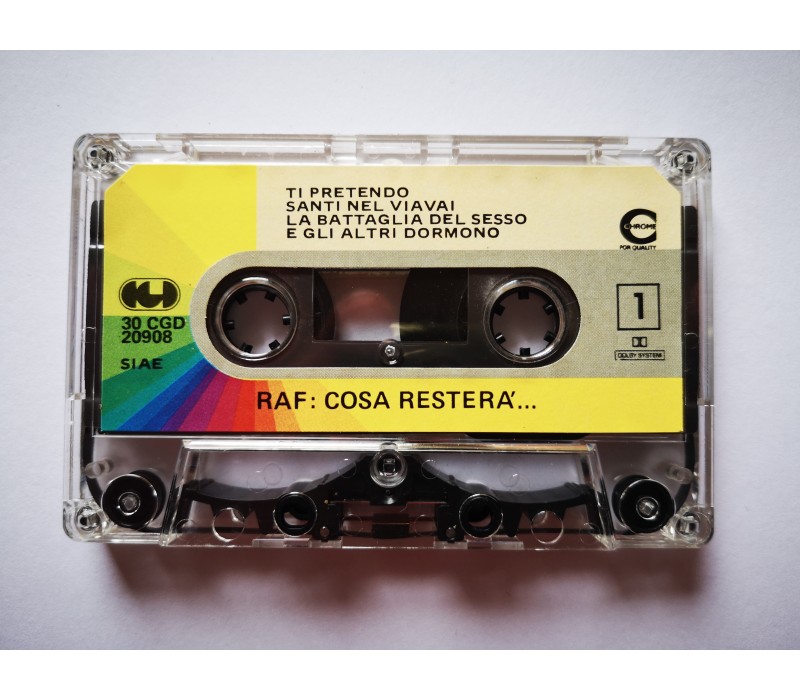 TI PRETENDO
SANTI NEL VIAVAI
LA BATTAGLIA DEL SESSO
E GLI ALTRI DORMONO
CHROME
FOR QUALITY
30 CGD
20908
SIAE
1
DOLBY SYSTEM
RAF: COSA RESTERA´...